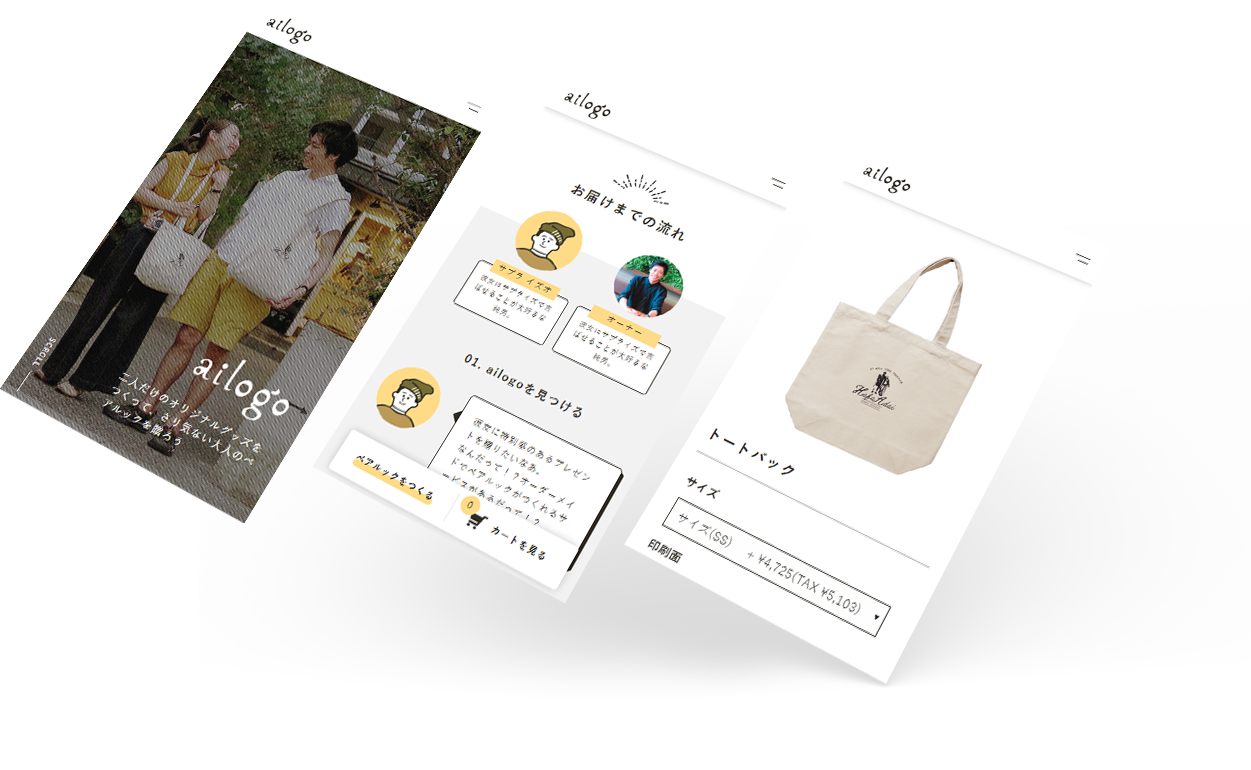 ailogo
SCROLL
ailogo
二人だけのオリジナルグッズを
つくって、さり気ない大人のペ
アルックを贈ろう
ailogo
お届けまでの流れ
サプライズオ
彼女にサプライズで喜
ばせることが大好きな
純男。
オーナー
彼女にサプライズで喜
ばせることが大好きな
純男。
01. ailogoを見つける
彼女に特別感のあるプレゼン
トを贈りたいなあ。
なんだって！？オーダーメイ
ドでペアルックがつくれるサ
ービスがあるだって！？
ペアルックをつくる
0
カートを見る
ailogo
トートバック
サイズ
サイズ(SS) + ¥4,725(TAX ¥5,103)
印刷面